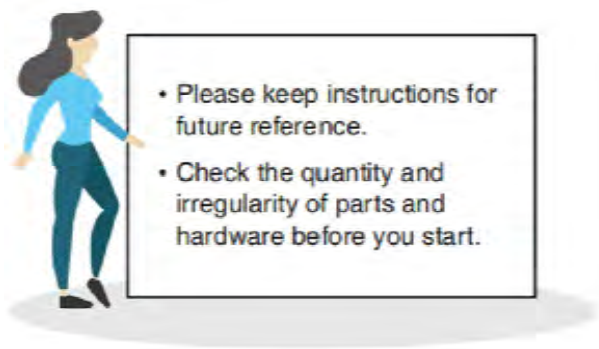 • Please keep instructions for
future reference.
• Check the quantity and
irregularity of parts and
hardware before you start.